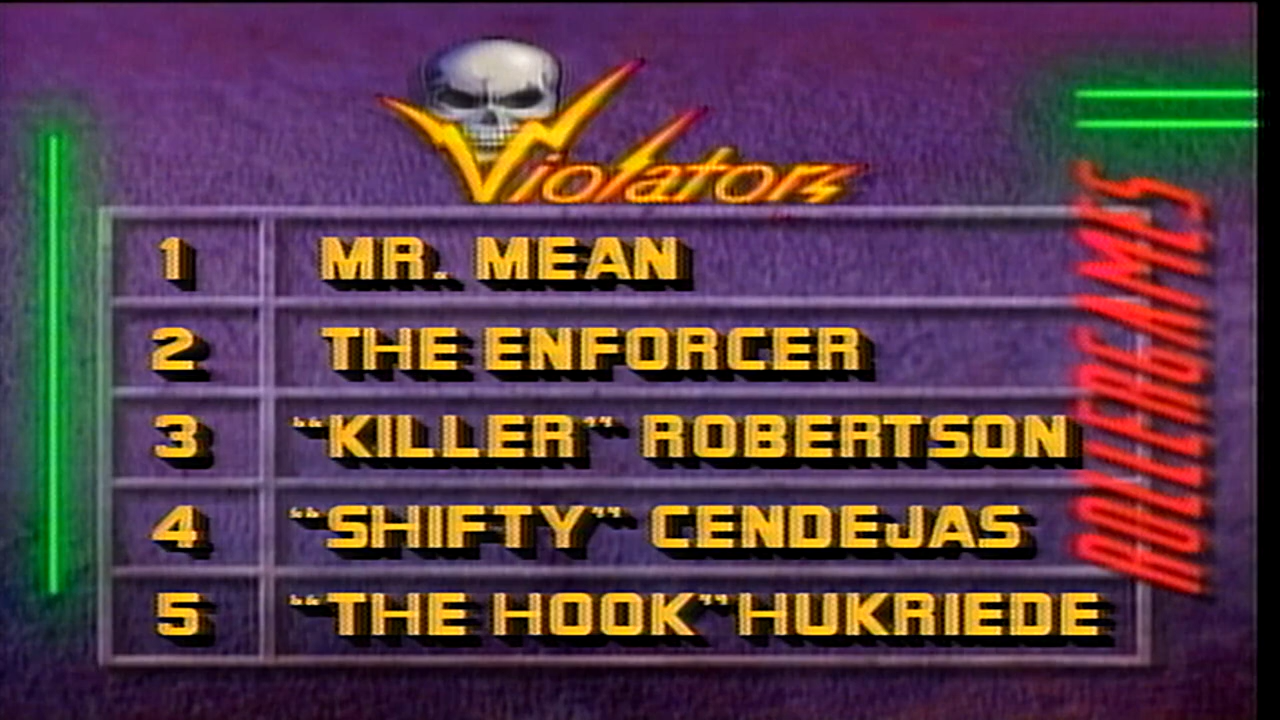 Violators
1 MR. MEAN
2 THE ENFORCER
3 “KILLER” ROBERTSON
4 “SHIFTY” CENDEJAS
5 “THE HOOK” HUKRIEDE
ROLLERGAMES